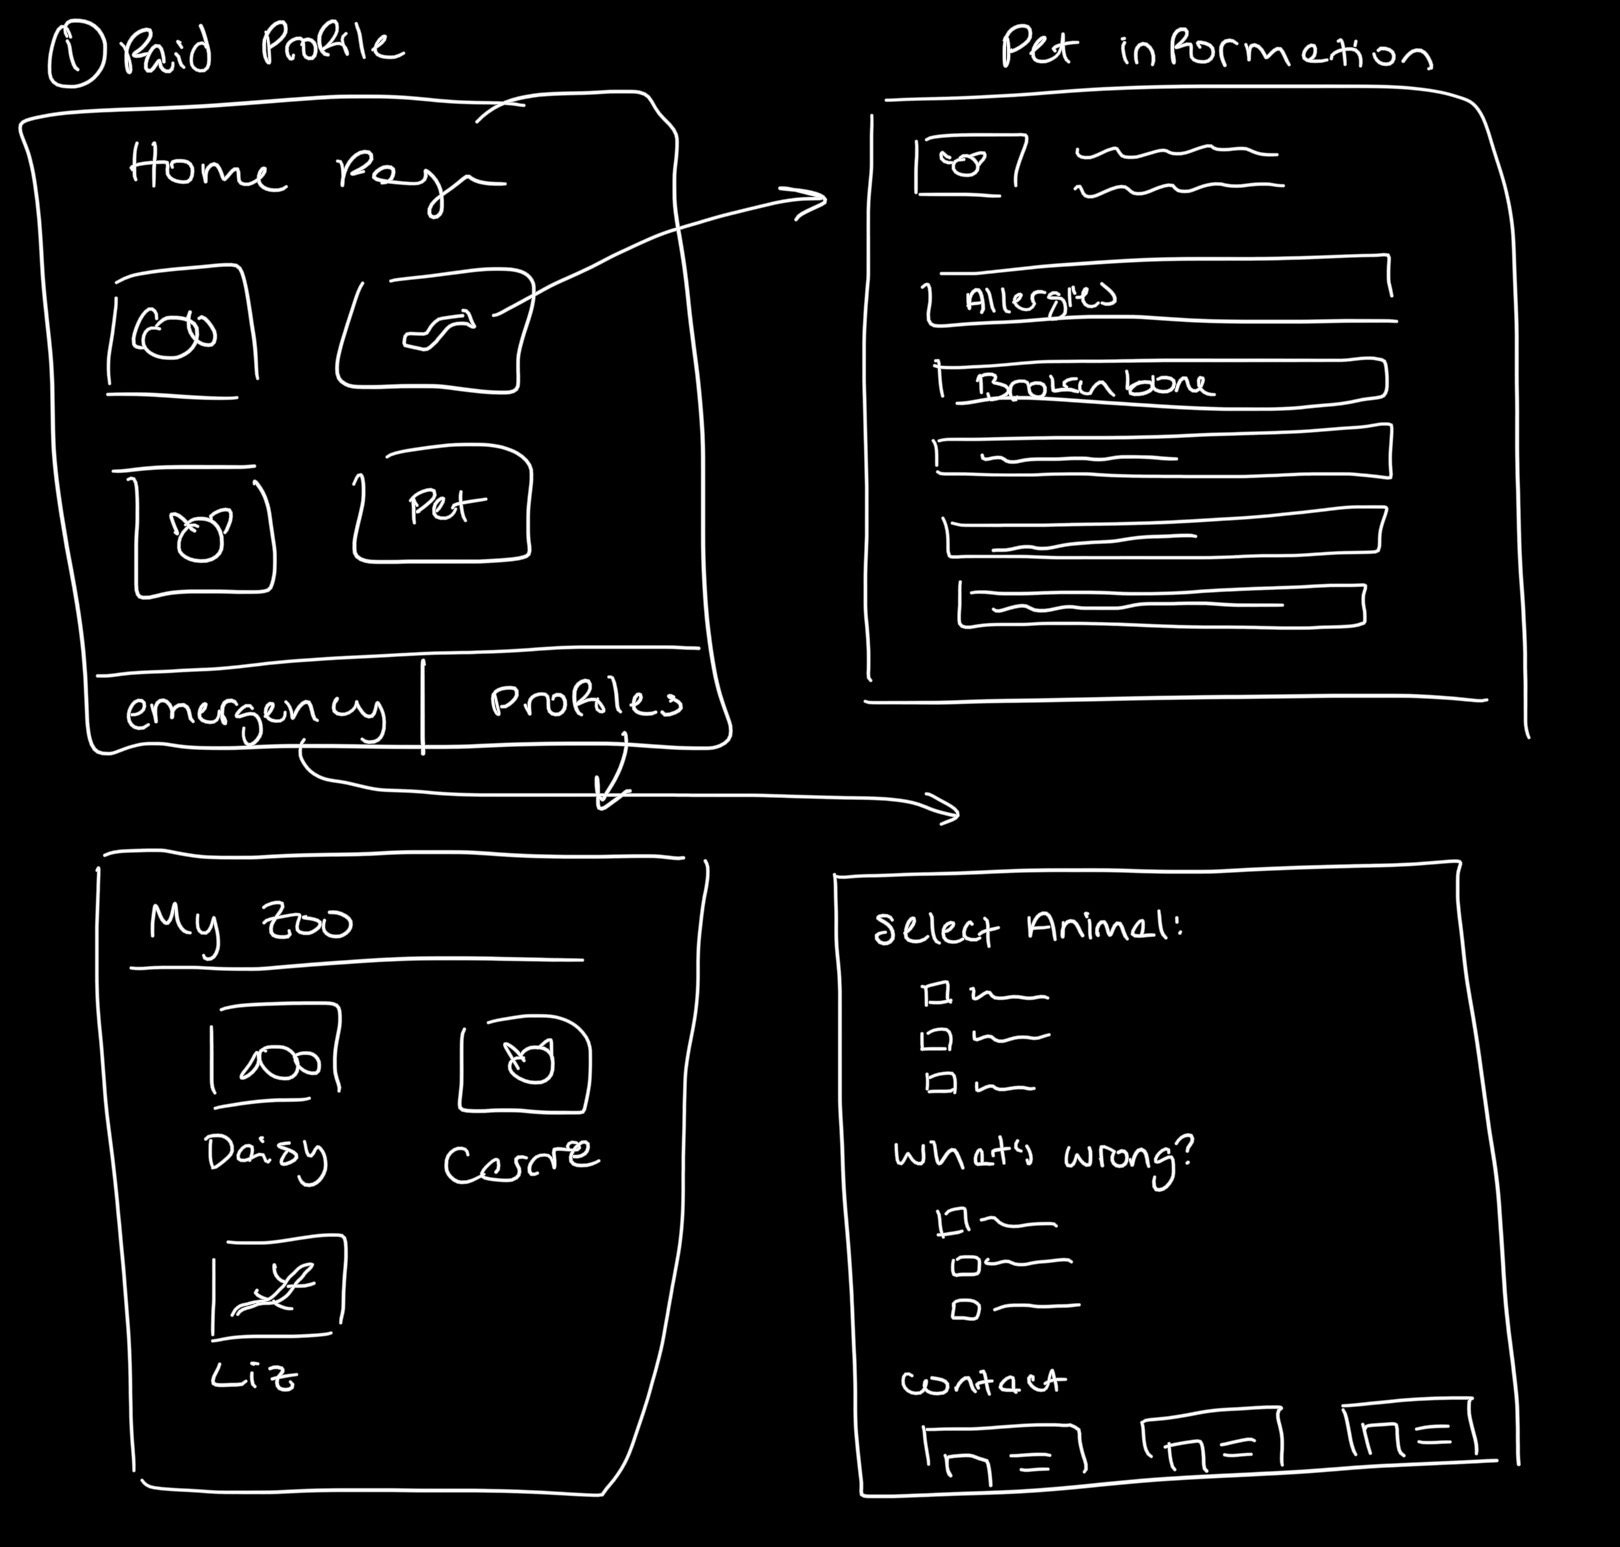 1 Paid Profile
Home Page
Pet
emergency
Profiles
Pet information
Allergies
Broken bone
My Zoo
Daisy
Liz
Select Animal:
What's wrong?
contact